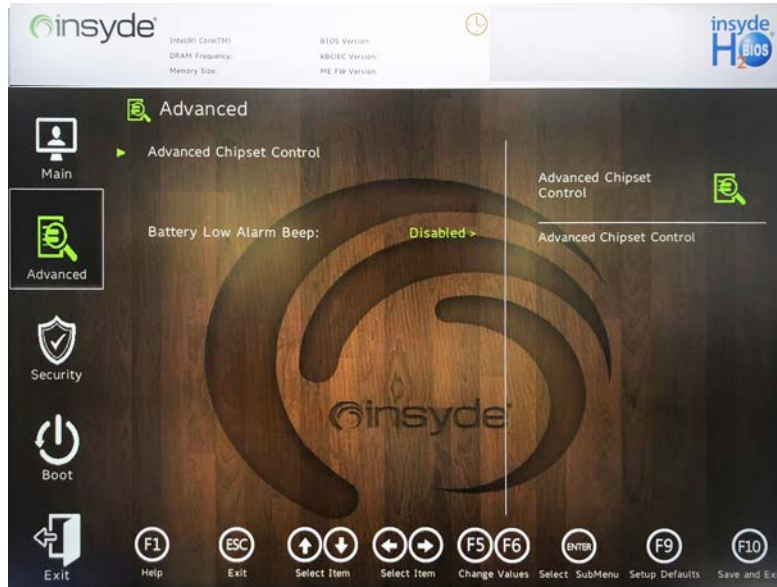 insyde®
Intel(R) Core(TM) BIOS Version:
DRAM Frequency: KBC/EC Version:
Memory Size: ME FW Version:
insyde®
H2O BIOS
Main
Advanced
Security
Boot
Exit
Advanced
Advanced Chipset Control
Battery Low Alarm Beep: Disabled >
Advanced Chipset
Control
Advanced Chipset Control
insyde®
F1 ESC F5 F6 ENTER F9 F10
Help Exit Select Item Select Item Change Values Select SubMenu Setup Defaults Save and Ex